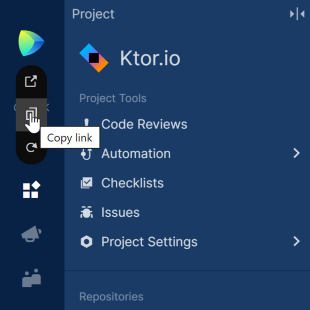 Project
Ktor.io
Project Tools
Code Reviews
Copy link
Automation
Checklists
Issues
Project Settings
Repositories